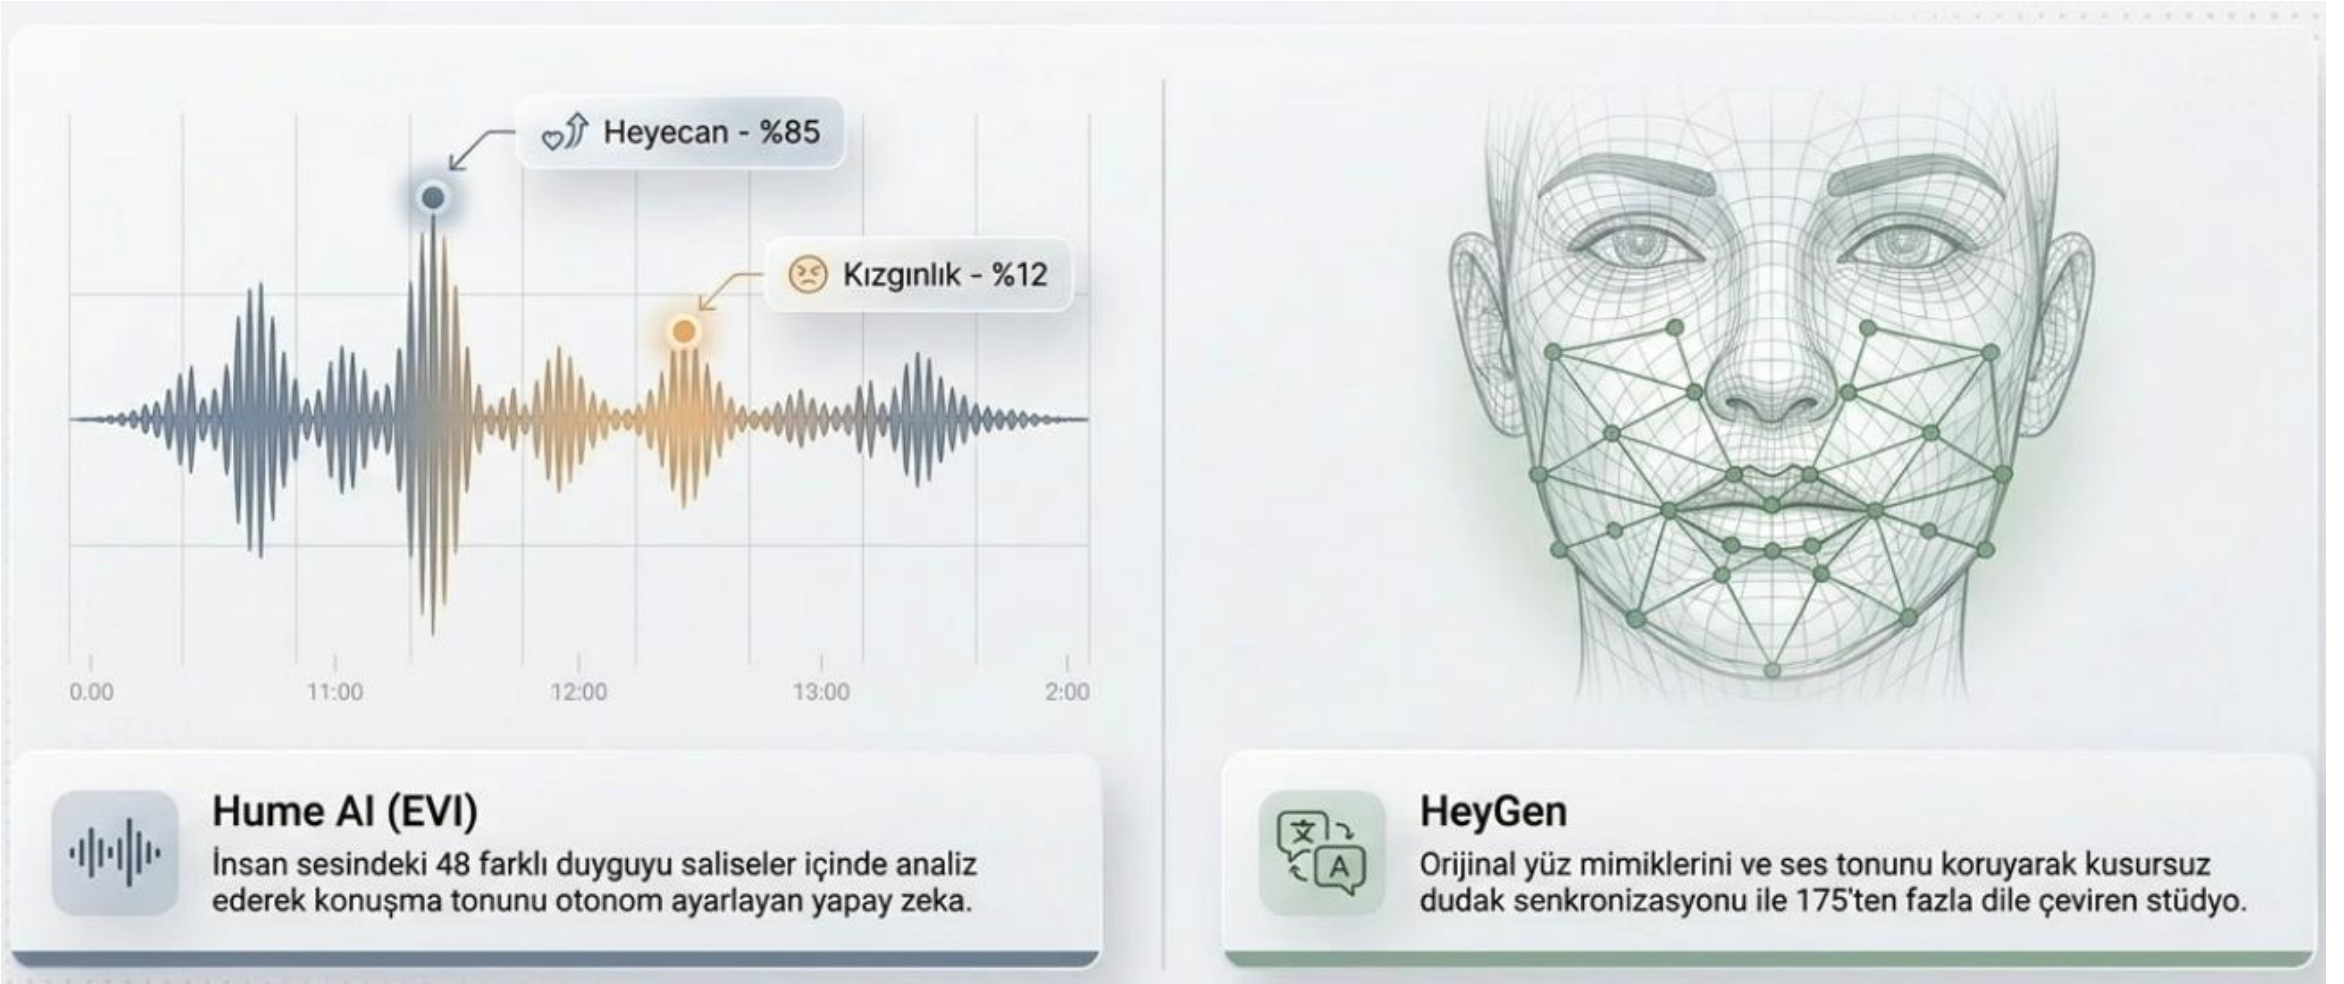 Heyecan - %85
Kızgınlık - %12
0.00 11:00 12:00 13:00 2:00
Hume AI (EVI)
İnsan sesindeki 48 farklı duyguyu saliseler içinde analiz
ederek konuşma tonunu otonom ayarlayan yapay zeka.
文
A
HeyGen
Orijinal yüz mimiklerini ve ses tonunu koruyarak kusursuz
dudak senkronizasyonu ile 175'ten fazla dile çeviren stüdyo.